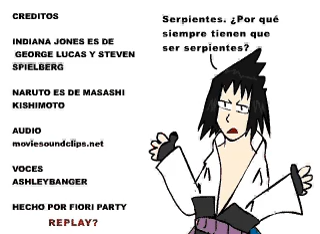 CREDITOS
INDIANA JONES ES DE
GEORGE LUCAS Y STEVEN
SPIELBERG
NARUTO ES DE MASASHI
KISHIMOTO
AUDIO
moviesoundclips.net
VOCES
ASHLEYBANGER
HECHO POR FIORI PARTY
REPLAY?
Serpientes. ¿Por qué
siempre tienen que
ser serpientes?